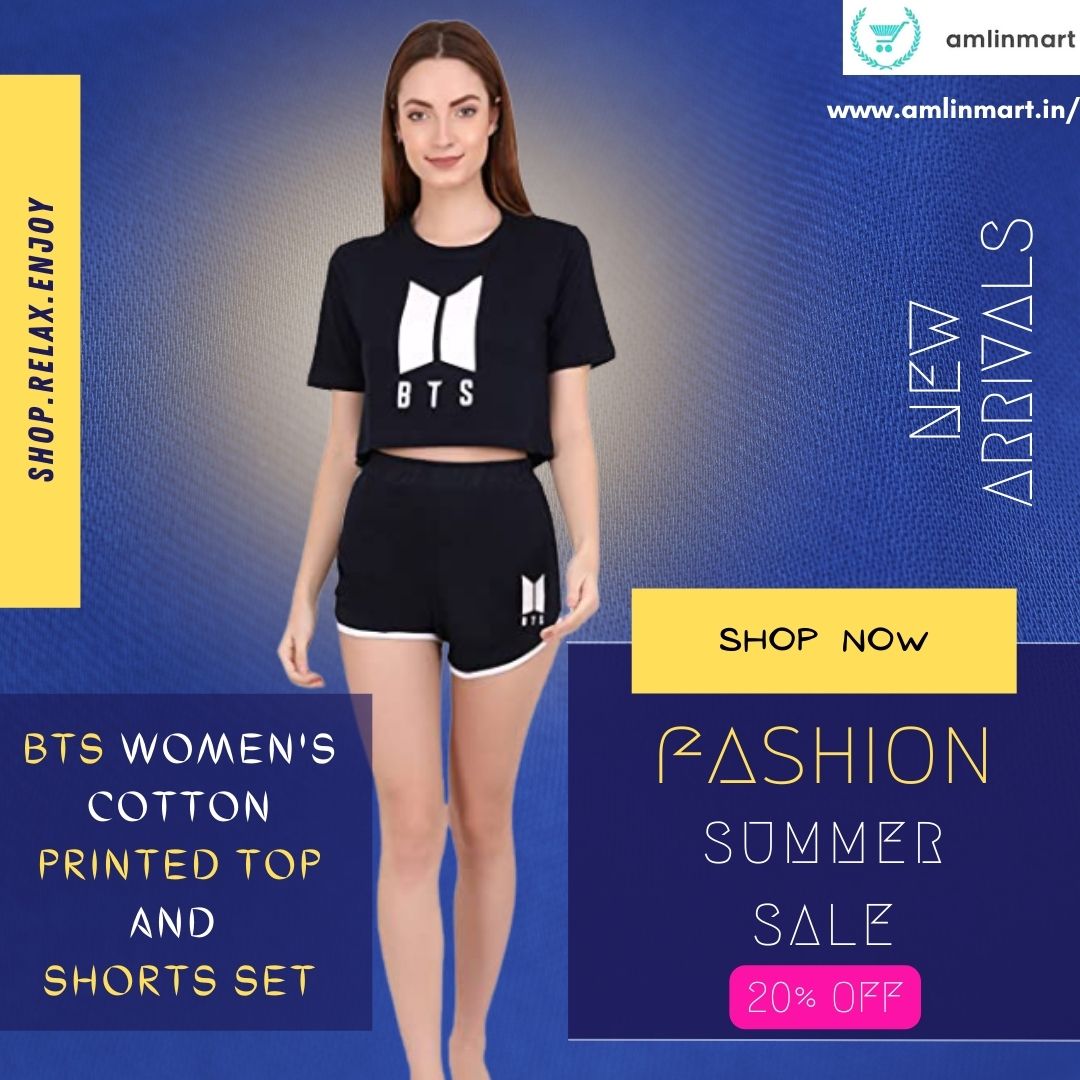 amlinmart
www.amlinmart.in/
SHOP.RELAX.ENJOY
NEW
ARRIVALS
BTS
BTS
SHOP NOW
BTS WOMEN'S
COTTON
PRINTED TOP
AND
SHORTS SET
FASHION
SUMMER
SALE
20% OFF